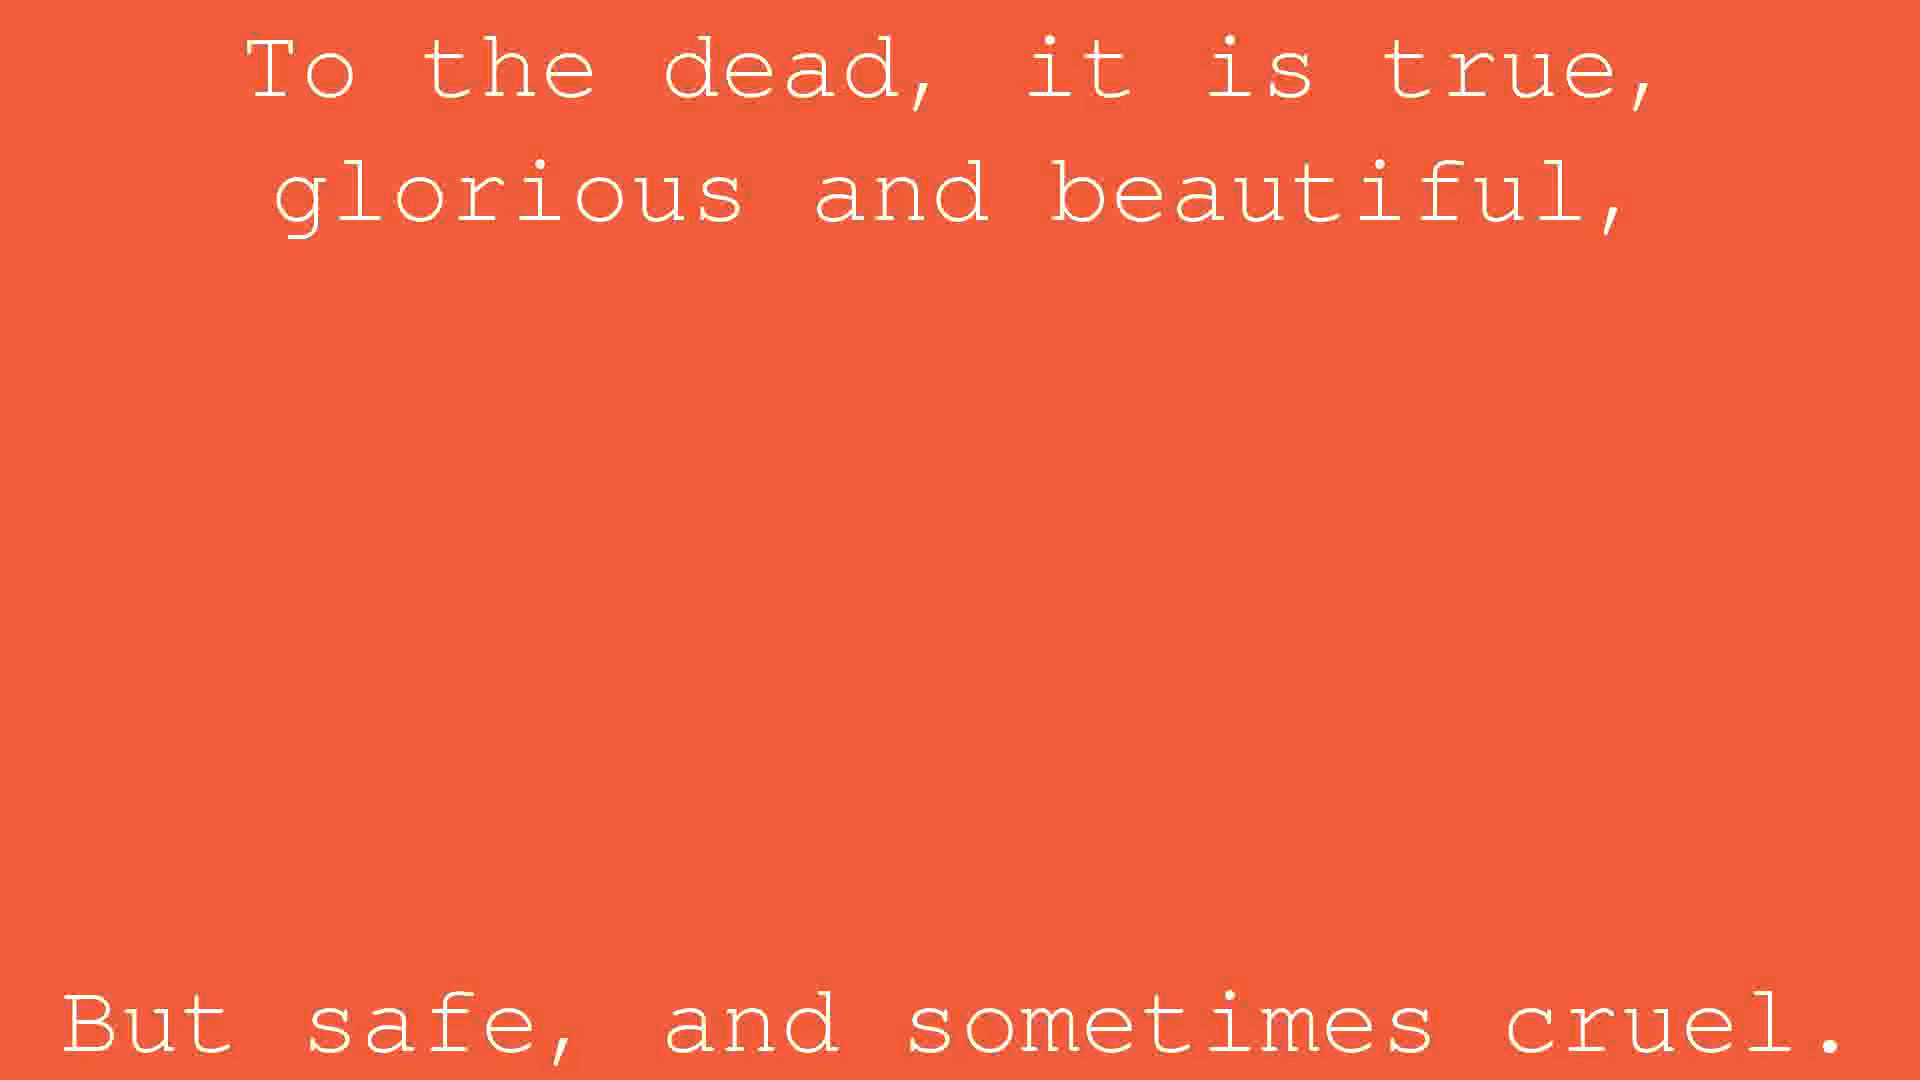 To the dead, it is true,
glorious and beautiful,
But safe, and sometimes cruel.